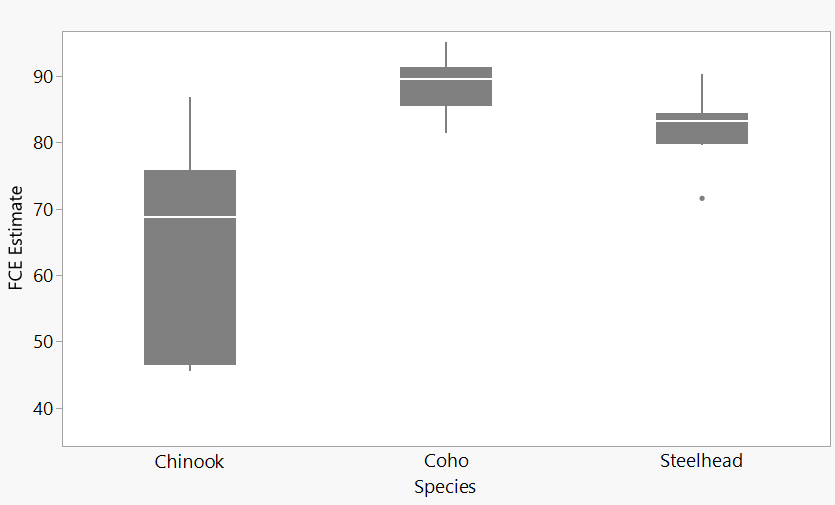 FCE Estimate
90
80
70
60
50
40
Chinook
Coho
Steelhead
Species